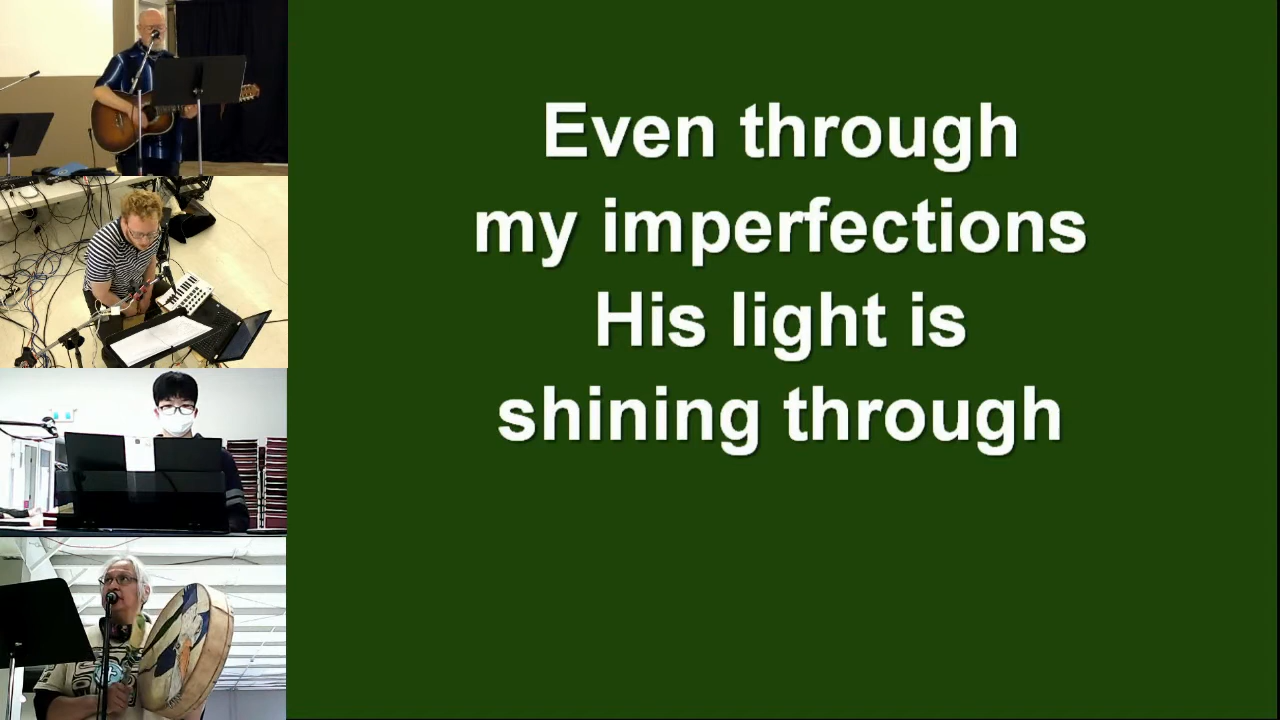 Even through
my imperfections
His light is
shining through